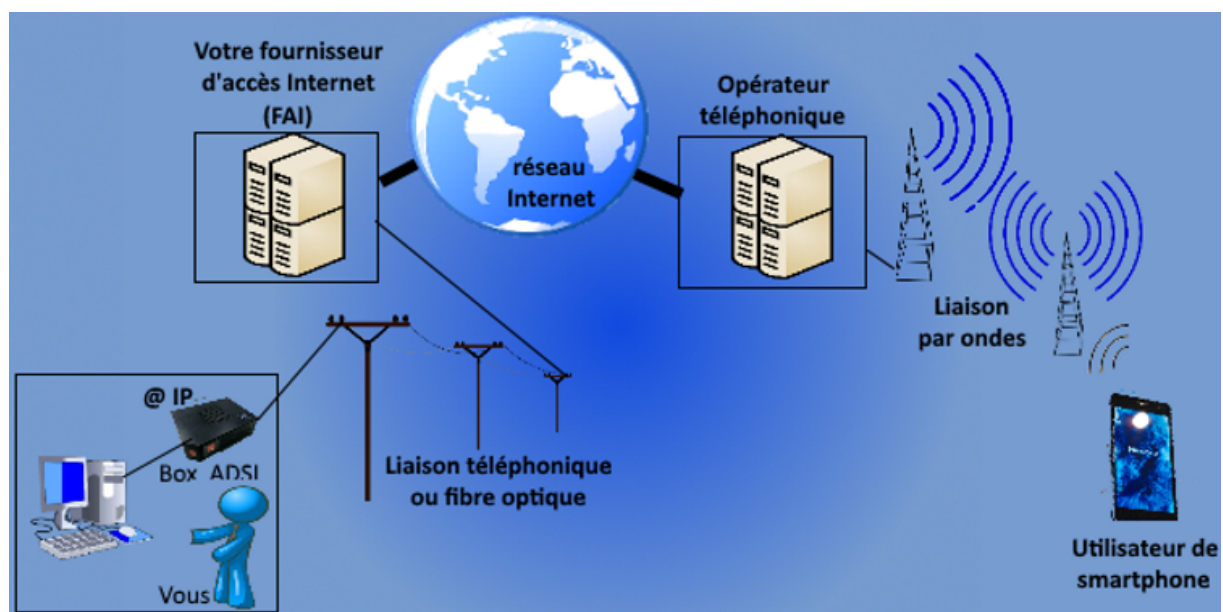 Votre fournisseur
d'accès Internet
(FAI)
réseau
Internet
Opérateur
téléphonique
Liaison
par ondes
@ IP
Box ADSL
Liaison téléphonique
ou fibre optique
Vous
Utilisateur de
smartphone